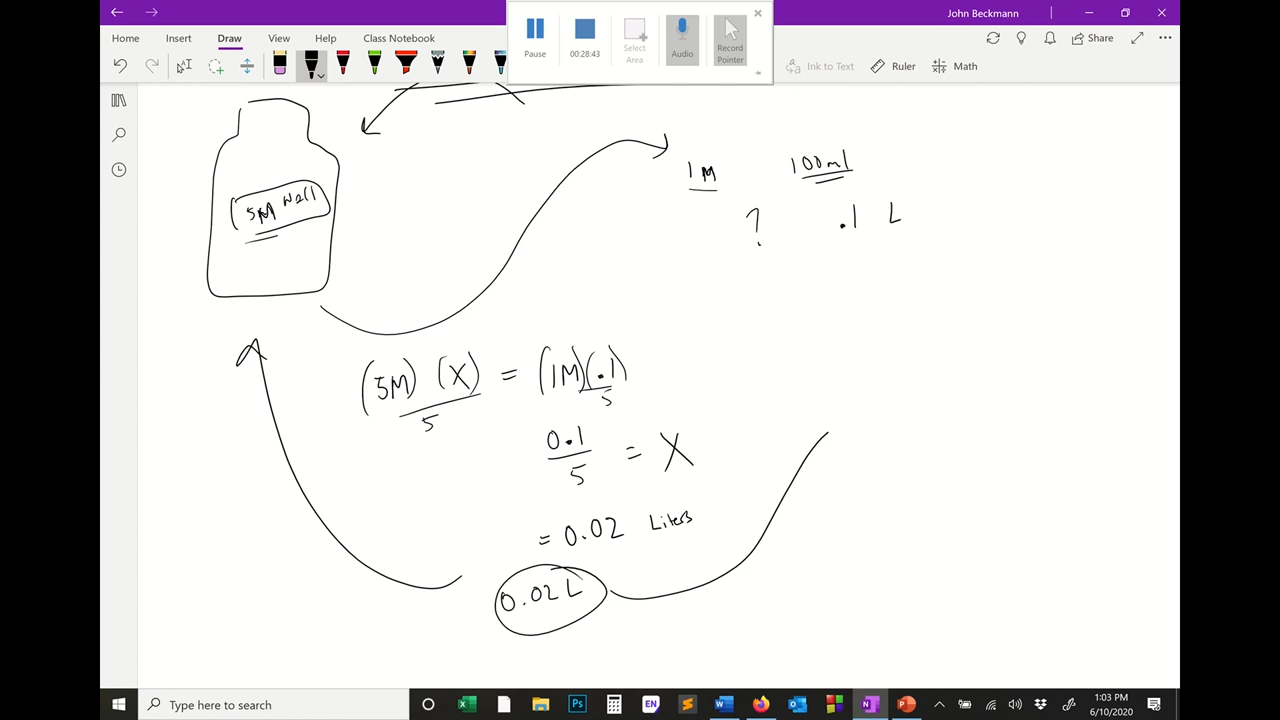 John Beckmann
Home Insert Draw View Help Class Notebook
Pause 00:28:43 Select Area Audio Record Pointer
Share
Ink to Text Ruler Math
5M NaCl
1M 100ml
? .1 L
(5M) (X) = (1M)(.1)
5 5
0.1
5 = X
= 0.02 Liters
0.02 L
Type here to search
EN
1:03 PM
6/10/2020